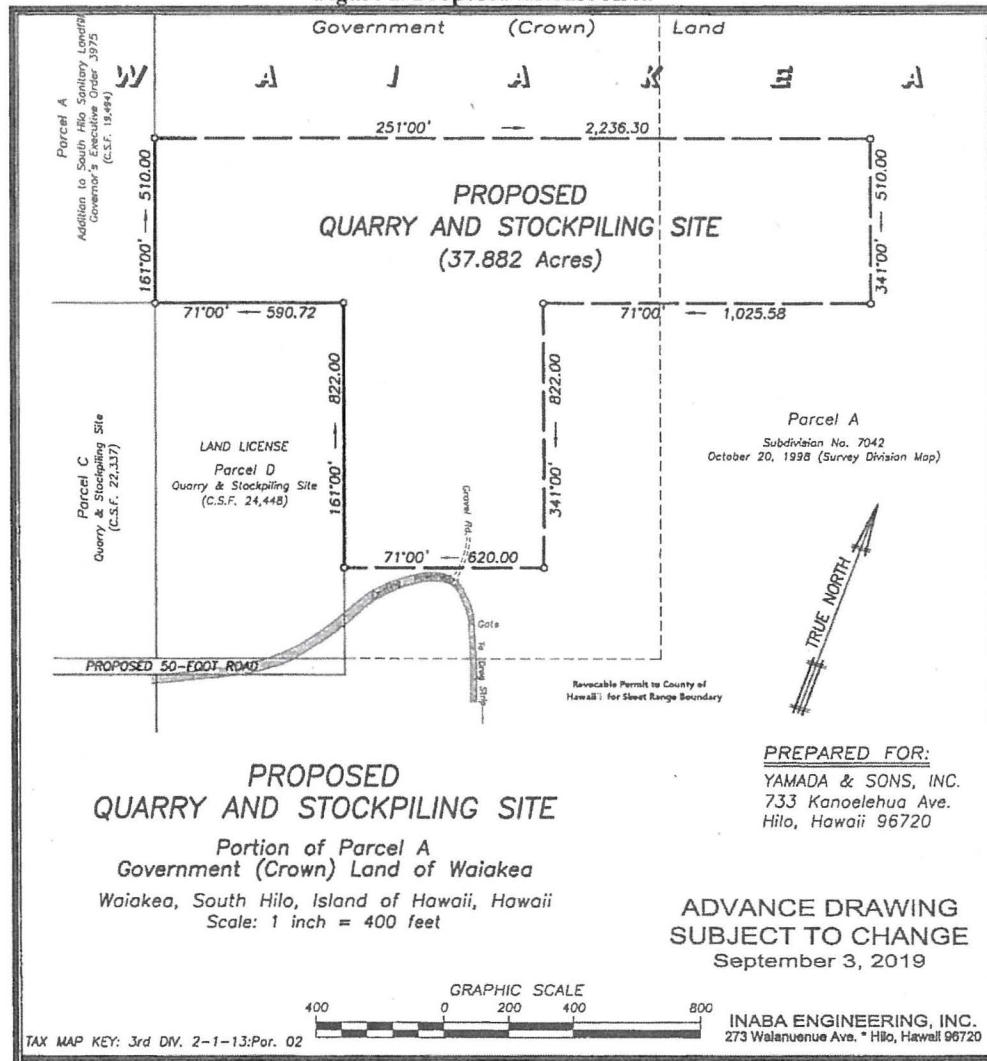 Government (Crown) Land
W A I A K E A
Parcel A
Addition to South Hilo Sanitary Landfill
Governor's Executive Order 3975
(C.S.F. 19,494)
251°00' → 2,236.30
161°00' → 510.00
341°00' → 510.00
PROPOSED
QUARRY AND STOCKPILING SITE
(37.882 Acres)
71°00' ← 590.72
71°00' ← 1,025.58
161°00' → 822.00
341°00' → 822.00
Parcel C
Quarry & Stockpiling Site
(C.S.F. 22,337)
LAND LICENSE
Parcel D
Quarry & Stockpiling Site
(C.S.F. 24,448)
Parcel A
Subdivision No. 7042
October 20, 1998 (Survey Division Map)
Gravel Rd.
71°00' ← 620.00
Gate
To Drag Strip
TRUE NORTH
PROPOSED 50-FOOT ROAD
Revocable Permit to County of
Hawai'i for Skeet Range Boundary
PROPOSED
QUARRY AND STOCKPILING SITE
Portion of Parcel A
Government (Crown) Land of Waiakea
Waiakea, South Hilo, Island of Hawaii, Hawaii
Scale: 1 inch = 400 feet
PREPARED FOR:
YAMADA & SONS, INC.
733 Kanoelehua Ave.
Hilo, Hawaii 96720
ADVANCE DRAWING
SUBJECT TO CHANGE
September 3, 2019
GRAPHIC SCALE
400 0 200 400 800
TAX MAP KEY: 3rd DIV. 2-1-13:Por. 02
INABA ENGINEERING, INC.
273 Waianuenue Ave. * Hilo, Hawaii 96720